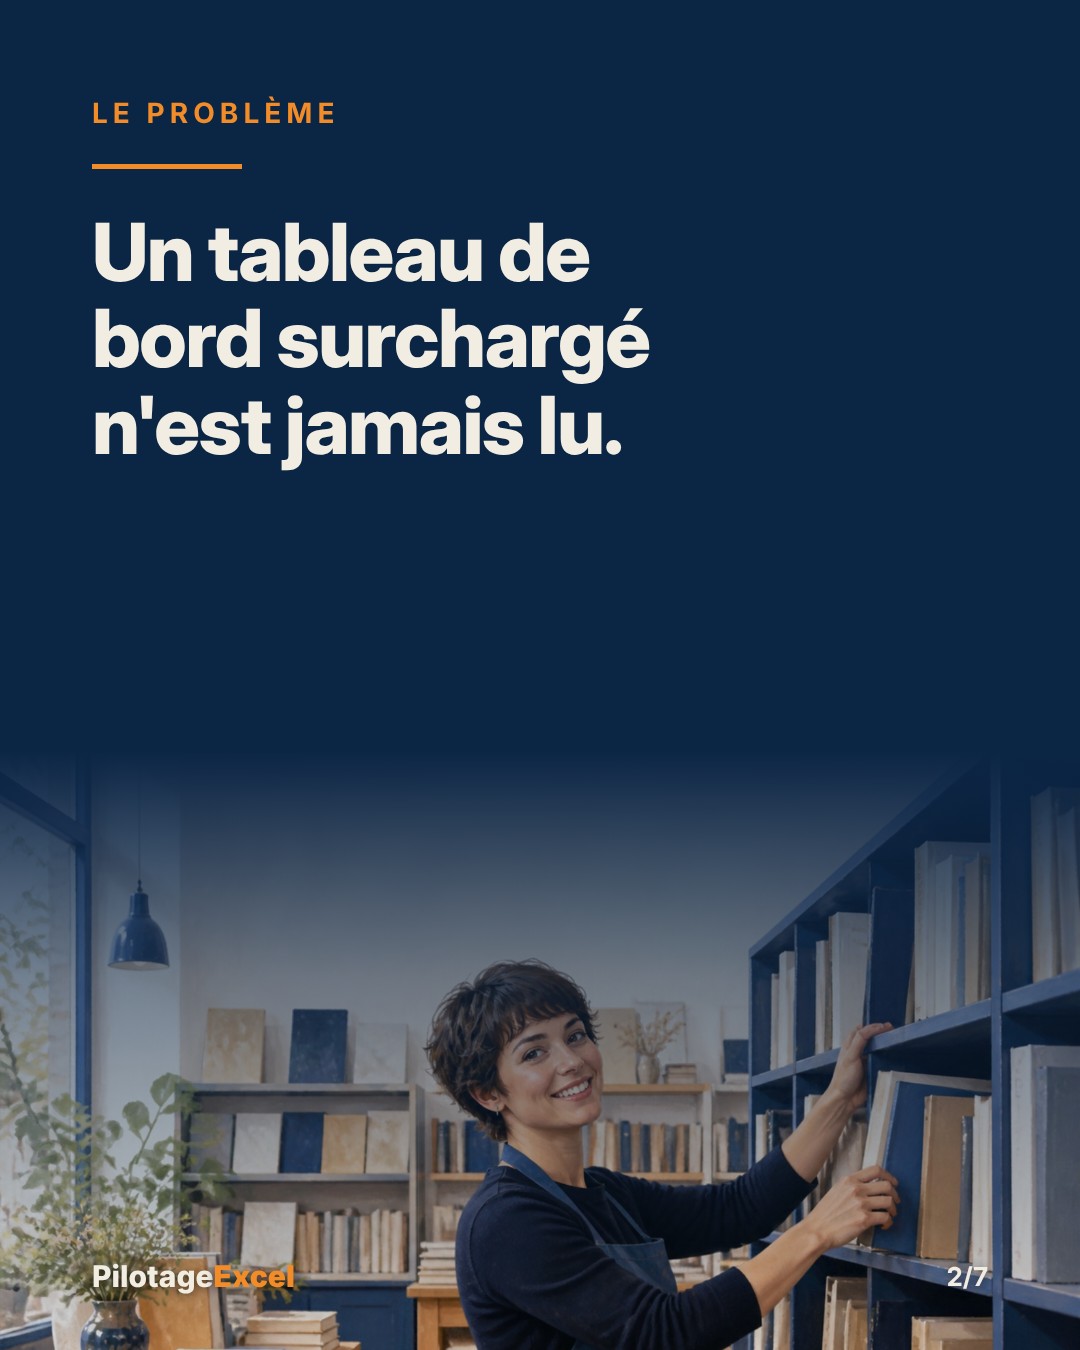 LE PROBLÈME
Un tableau de
bord surchargé
n'est jamais lu.
PilotageExcel
2/7